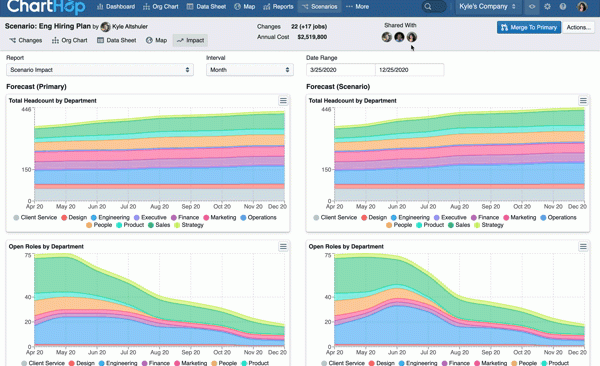 ChartHop
Dashboard Org Chart Data Sheet Map Reports Scenarios More Kyle's Company
Scenario: Eng Hiring Plan by Kyle Altshuler
Changes 22 (+17 jobs)
Annual Cost $2,519,800
Shared With
Merge To Primary Actions...
Changes Org Chart Data Sheet Map Impact
Report Interval Date Range
Scenario Impact Month 3/25/2020 12/25/2020
Forecast (Primary) Forecast (Scenario)
Total Headcount by Department Total Headcount by Department
446 446
150 150
0 0
Apr 20 May 20 Jun 20 Jul 20 Aug 20 Sep 20 Oct 20 Nov 20 Dec 20 Apr 20 May 20 Jun 20 Jul 20 Aug 20 Sep 20 Oct 20 Nov 20 Dec 20
Client Service Design Engineering Executive Finance Marketing Operations Client Service Design Engineering Executive Finance Marketing Operations
People Product Sales Strategy People Product Sales Strategy
Open Roles by Department Open Roles by Department
75 75
40 40
20 20
0 0
Apr 20 May 20 Jun 20 Jul 20 Aug 20 Sep 20 Oct 20 Nov 20 Dec 20 Apr 20 May 20 Jun 20 Jul 20 Aug 20 Sep 20 Oct 20 Nov 20 Dec 20
Client Service Design Engineering Finance Marketing People Product Client Service Design Engineering Finance Marketing People Product